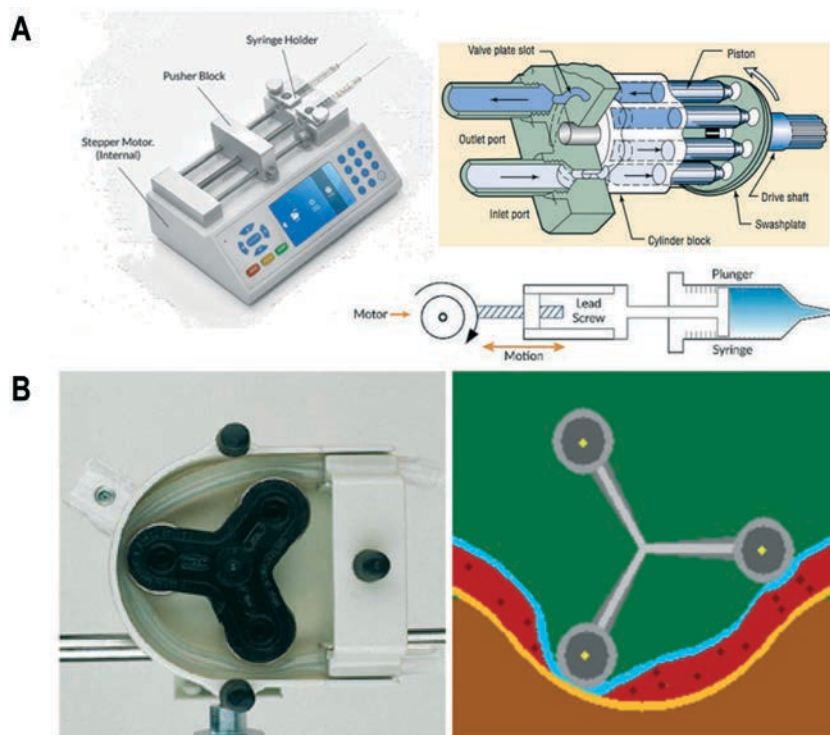 A
Syringe Holder
Pusher Block
Stepper Motor.
(Internal)
Valve plate slot
Piston
Outlet port
Inlet port
Drive shaft
Swashplate
Cylinder block
Motor
Lead
Screw
Motion
Plunger
Syringe
B